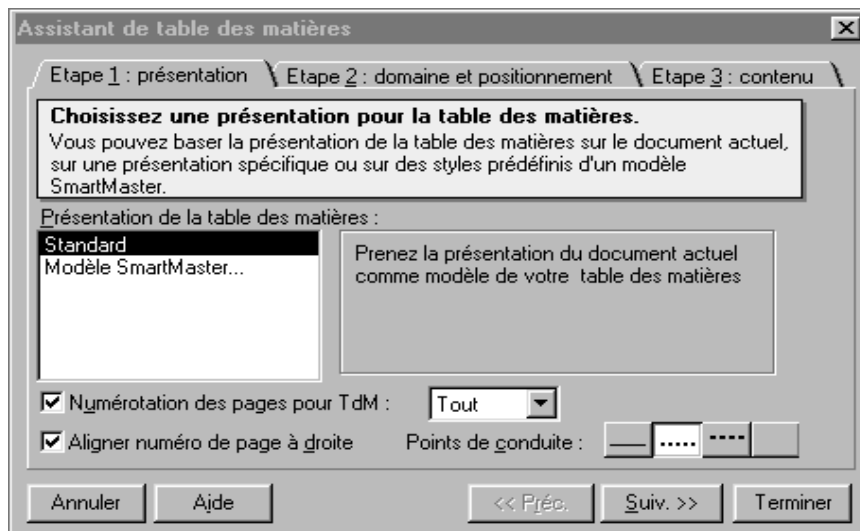 Assistant de table des matières
Etape 1 : présentation
Etape 2 : domaine et positionnement
Etape 3 : contenu
Choisissez une présentation pour la table des matières.
Vous pouvez baser la présentation de la table des matières sur le document actuel,
sur une présentation spécifique ou sur des styles prédéfinis d'un modèle
SmartMaster.
Présentation de la table des matières :
Standard
Modèle SmartMaster...
Prenez la présentation du document actuel
comme modèle de votre table des matières
Numérotation des pages pour TdM :
Tout
Aligner numéro de page à droite
Points de conduite :
Annuler
Aide
<< Préc.
Suiv. >>
Terminer